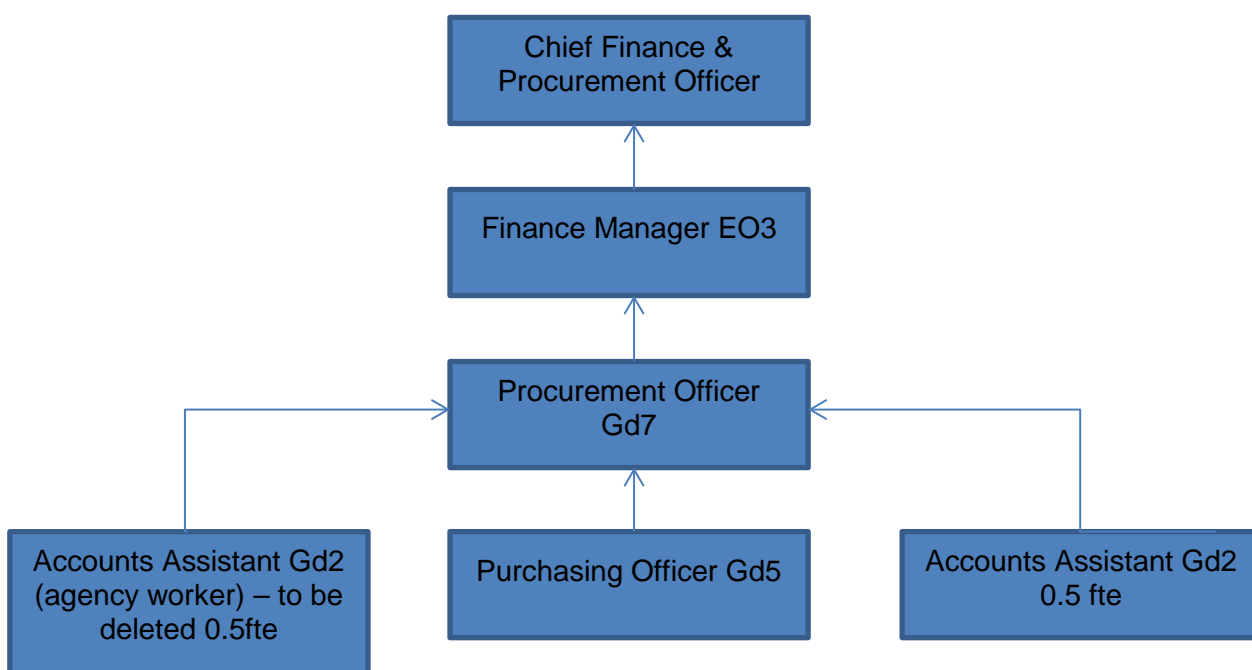 Chief Finance &
Procurement Officer
Finance Manager EO3
Procurement Officer
Gd7
Accounts Assistant Gd2
(agency worker) – to be
deleted 0.5fte
Purchasing Officer Gd5
Accounts Assistant Gd2
0.5 fte